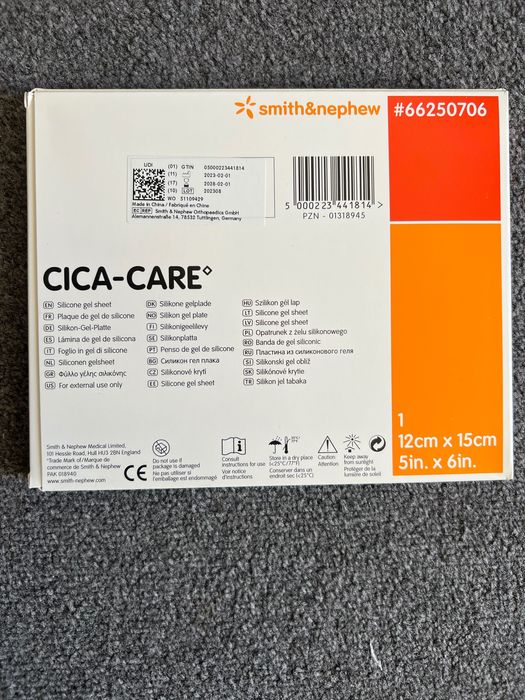 smith&nephew
#66250706
UDI
(01) GTIN 05000223441814
(11) 2023-02-01
(17) 2028-02-01
(10) LOT 202308
WO 51109429
Made in China / Fabriqué en Chine
EC REP Smith & Nephew Orthopaedics GmbH
Alemannenstraße 14, 78532 Tuttlingen, Germany
5 000223 441814 >
PZN - 01318945
CICA-CARE◇
EN Silicone gel sheet
FR Plaque de gel de silicone
DE Silikon-Gel-Platte
ES Lámina de gel de silicona
IT Foglio in gel di silicone
NL Siliconen gelsheet
GR Φύλλο γέλης σιλικόνης
US For external use only
DK Silikone gelplade
NO Silikon gel plate
FI Silikonigeelilevy
SE Silikonplatta
PT Penso de gel de silicone
BG Силикон гел плака
CZ Silikonové krytí
EE Silicone gel sheet
HU Szilikon gél lap
LT Silicone gel sheet
LV Silicone gel sheet
PL Opatrunek z żelu silikonowego
RO Banda de gel siliconic
RU Пластина из силиконового геля
SI Silikonski gel obliž
SK Silikónové krytie
TR Silikon jel tabaka
1
12cm x 15cm
5in. x 6in.
Smith & Nephew Medical Limited,
101 Hessle Road, Hull HU3 2BN England
*Trade Mark of/Marque de
commerce de Smith & Nephew
PAK 018940
www.smith-nephew.com
CE
Do not use if
package is damaged
Ne pas utiliser si
l'emballage est endommagé
Consult
instructions for use
Voir notice
d'instructions
25°C
77°F
Store in a dry place
(<25°C/77°F)
Conserver dans un
endroit sec (<25°C)
Caution
Attention
Keep away
from sunlight
Protéger de la
lumière de soleil